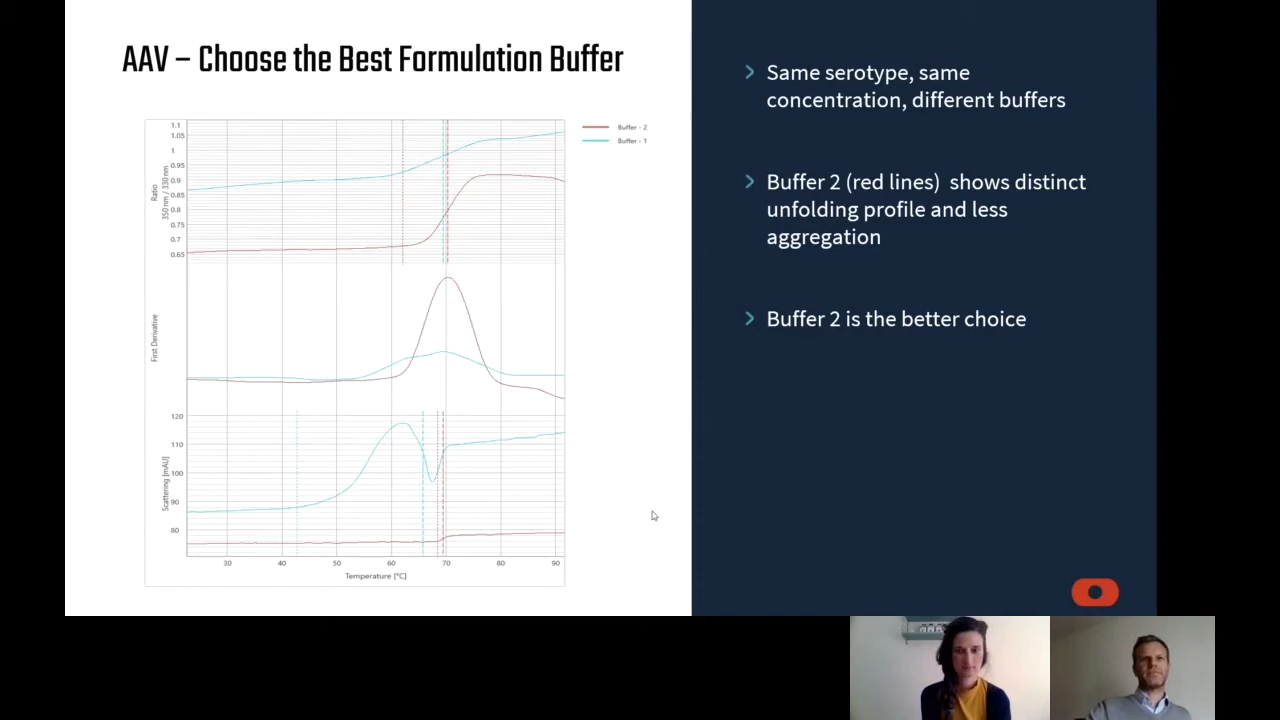 AAV – Choose the Best Formulation Buffer
Buffer - 2
Buffer - 1
1.1
1.05
1
0.95
0.9
0.85
0.8
0.75
0.7
0.65
Ratio
350 nm / 330 nm
First Derivative
120
110
100
90
80
Scattering [mAU]
30 40 50 60 70 80 90
Temperature [°C]
Same serotype, same
concentration, different buffers
Buffer 2 (red lines) shows distinct
unfolding profile and less
aggregation
Buffer 2 is the better choice